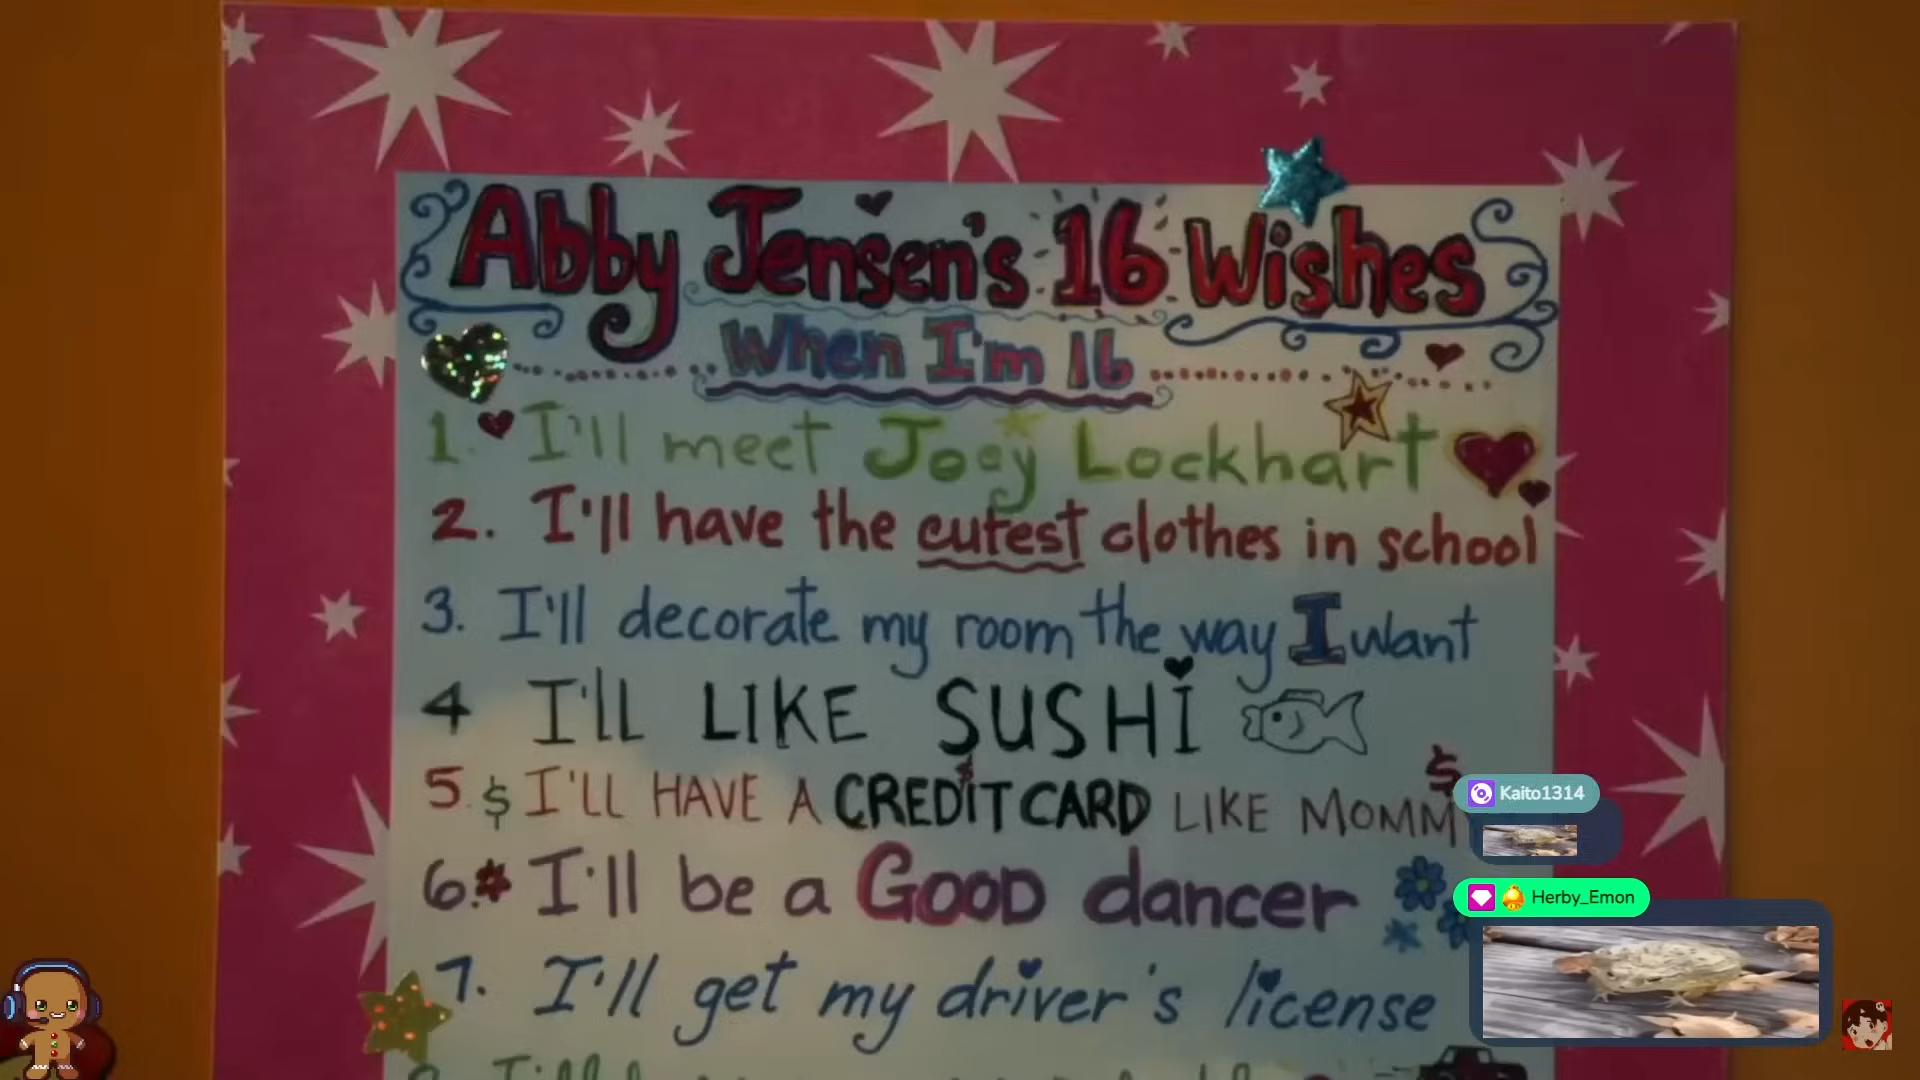 Abby Jensen's 16 Wishes
When I'm 16
1. I'll meet Joey Lockhart
2. I'll have the cutest clothes in school
3. I'll decorate my room the way I want
4 I'll LIKE SUSHI
5. $ I'LL HAVE A CREDIT CARD LIKE MOMM
$
Kaito1314
6. I'll be a Good dancer
Herby_Emon
7. I'll get my driver's license